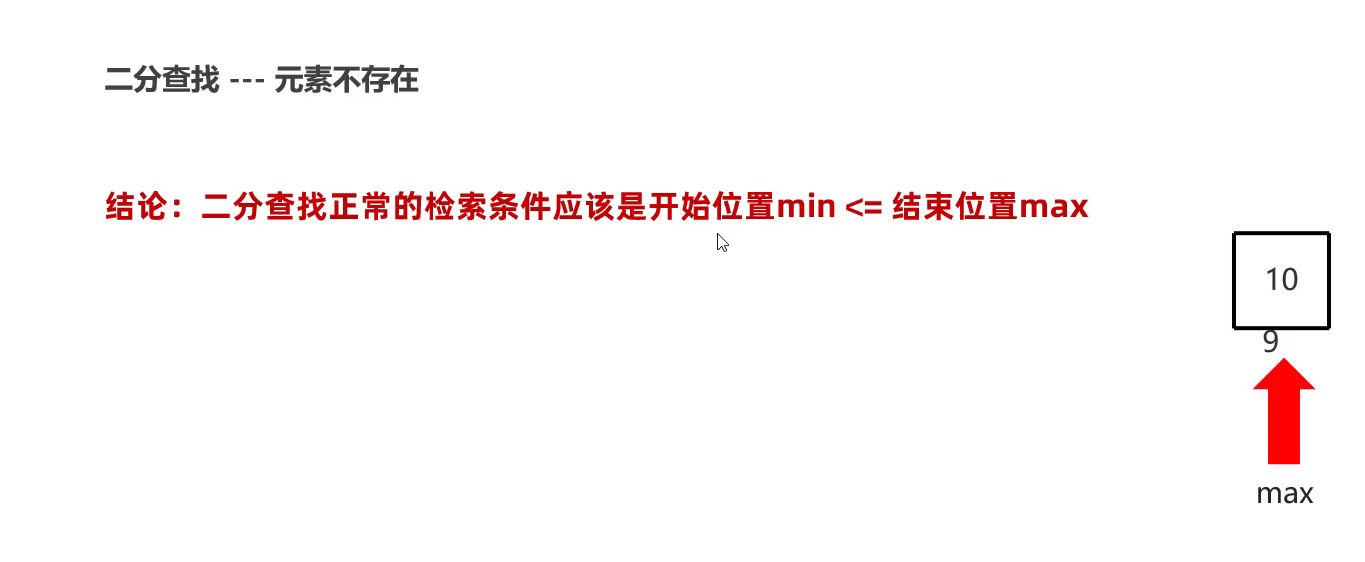 二分查找 --- 元素不存在
结论：二分查找正常的检索条件应该是开始位置min <= 结束位置max
10
9
max